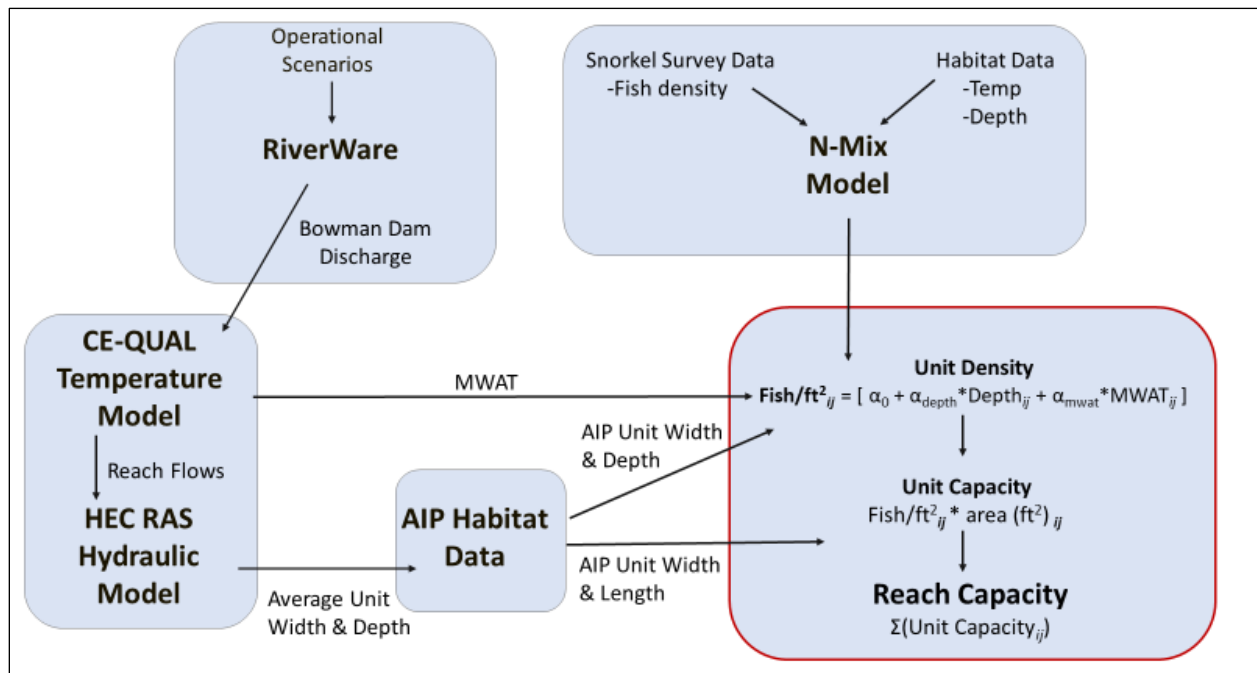 Operational
Scenarios
RiverWare
Bowman Dam
Discharge
Snorkel Survey Data
-Fish density
Habitat Data
-Temp
-Depth
N-Mix
Model
CE-QUAL
Temperature
Model
Reach Flows
HEC RAS
Hydraulic
Model
MWAT
Average Unit
Width & Depth
AIP Habitat
Data
AIP Unit Width
& Depth
AIP Unit Width
& Length
Unit Density
Fish/ft²ij = [ α₀ + αdepth*Depthij + αmwat*MWATij ]
Unit Capacity
Fish/ft²ij * area (ft²) ij
Reach Capacity
Σ(Unit Capacityij)